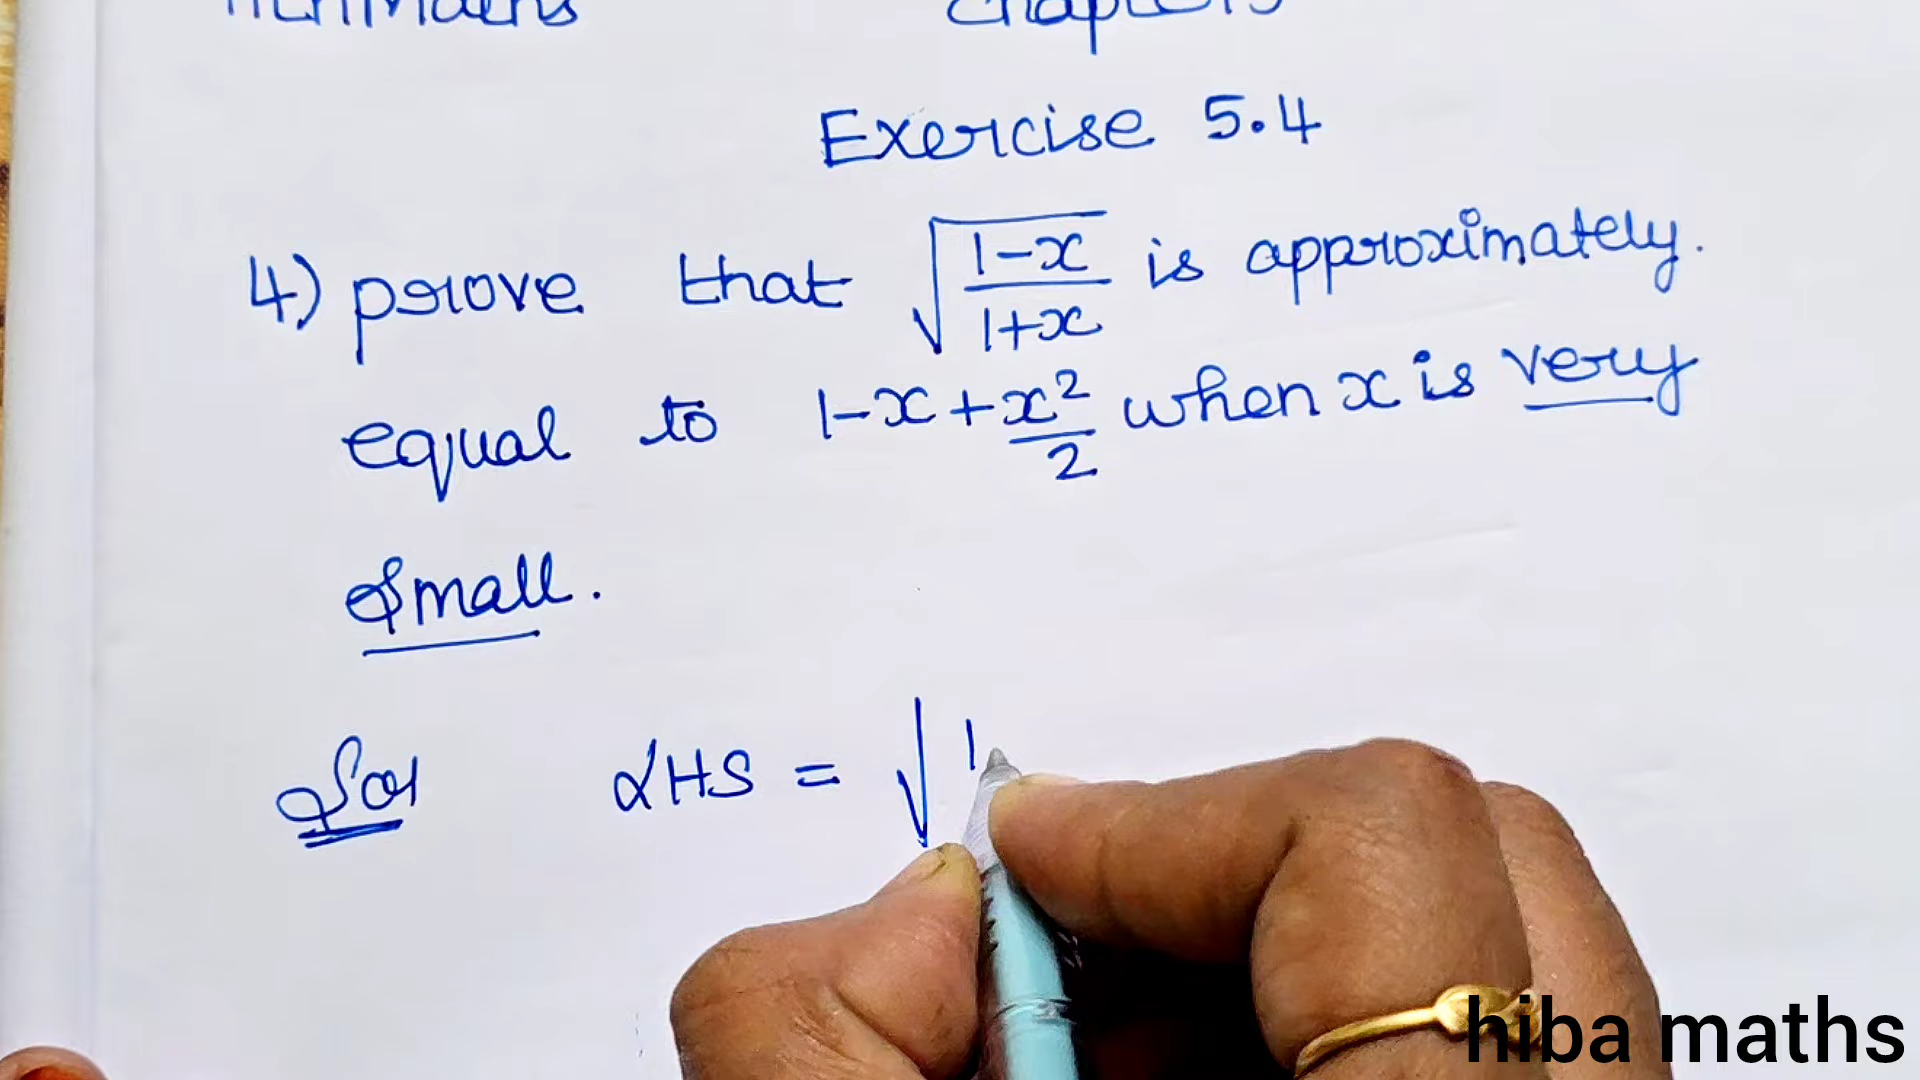 Exercise 5.4
4) prove that √(1-x)/(1+x) is approximately.
equal to 1-x+x²/2 when x is very
small.
Sol LHS = √1
hiba maths